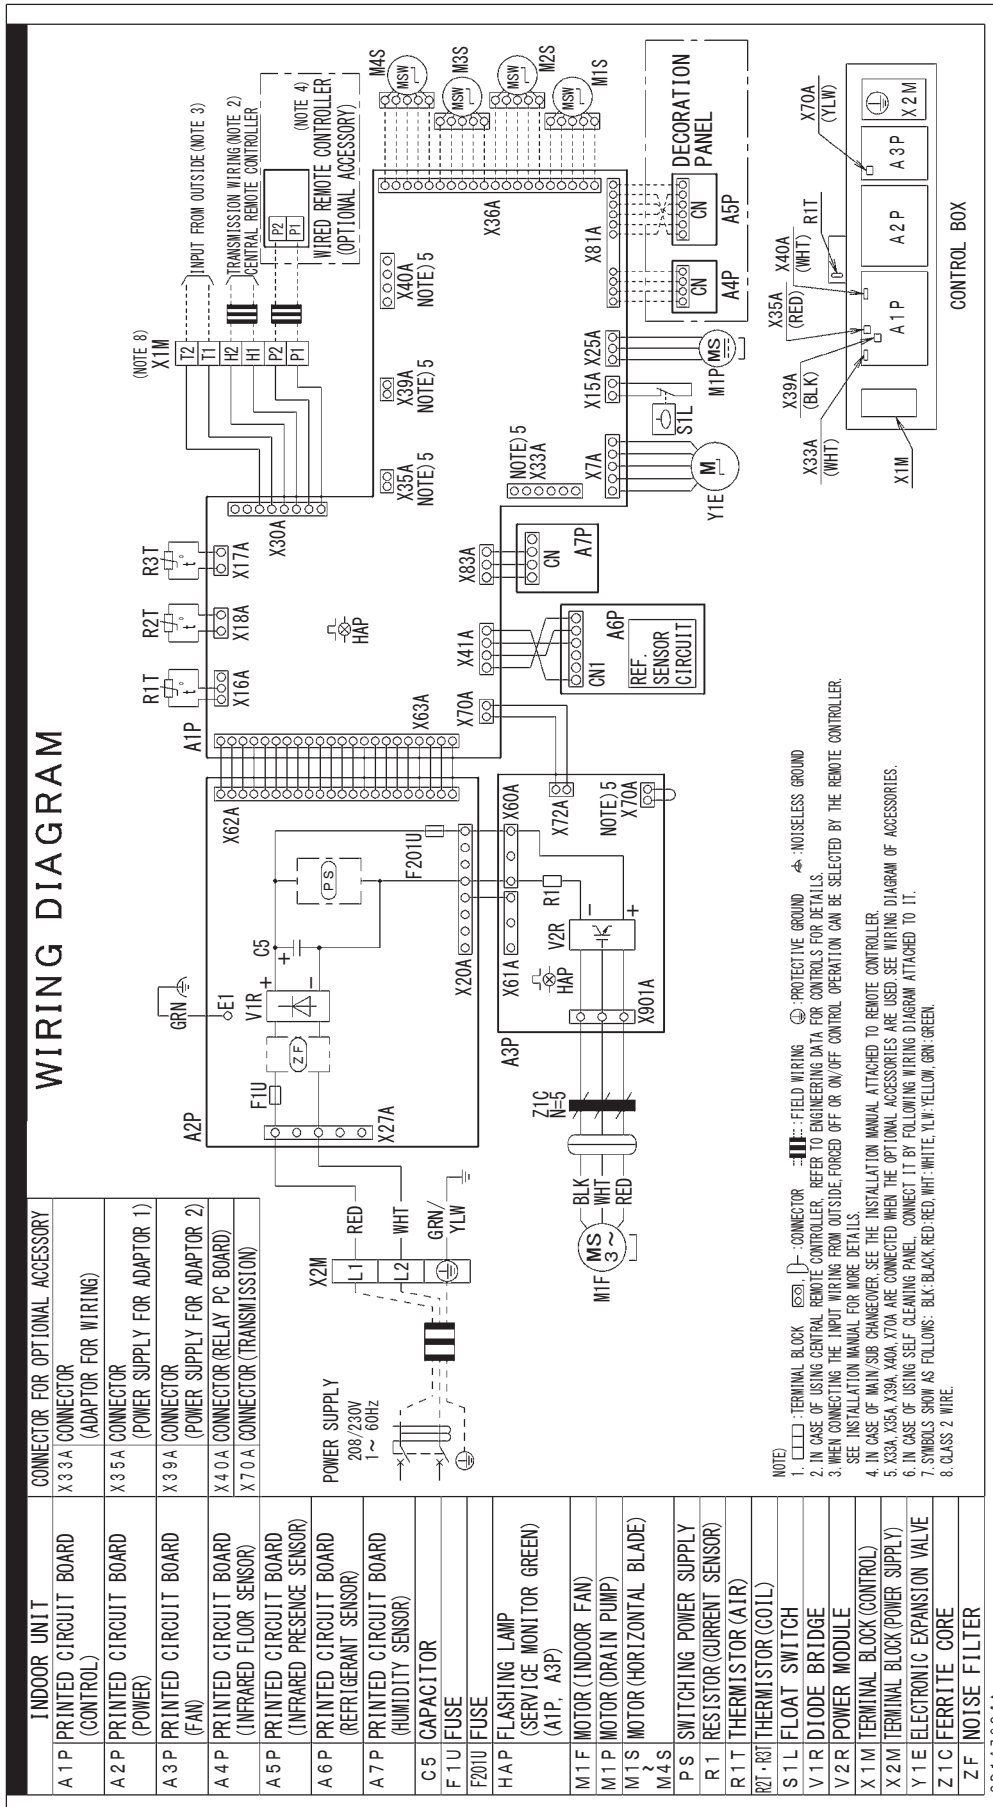 WIRING DIAGRAM
INDOOR UNIT
A1P PRINTED CIRCUIT BOARD
(CONTROL)
A2P PRINTED CIRCUIT BOARD
(POWER)
A3P PRINTED CIRCUIT BOARD
(FAN)
A4P PRINTED CIRCUIT BOARD
(INFRARED FLOOR SENSOR)
A5P PRINTED CIRCUIT BOARD
(INFRARED PRESENCE SENSOR)
A6P PRINTED CIRCUIT BOARD
(REFRIGERANT SENSOR)
A7P PRINTED CIRCUIT BOARD
(HUMIDITY SENSOR)
C5 CAPACITOR
F1U FUSE
F201U FUSE
HAP FLASHING LAMP
(SERVICE MONITOR GREEN)
(A1P, A3P)
M1F MOTOR(INDOOR FAN)
M1P MOTOR(DRAIN PUMP)
M1S ~ M4S MOTOR(HORIZONTAL BLADE)
PS SWITCHING POWER SUPPLY
R1 RESISTOR(CURRENT SENSOR)
R1T THERMISTOR(AIR)
R2T・R3T THERMISTOR(COIL)
S1L FLOAT SWITCH
V1R DIODE BRIDGE
V2R POWER MODULE
X1M TERMINAL BLOCK(CONTROL)
X2M TERMINAL BLOCK(POWER SUPPLY)
Y1E ELECTRONIC EXPANSION VALVE
Z1C FERRITE CORE
ZF NOISE FILTER
CONNECTOR FOR OPTIONAL ACCESSORY
X33A CONNECTOR
(ADAPTOR FOR WIRING)
X35A CONNECTOR
(POWER SUPPLY FOR ADAPTOR 1)
X39A CONNECTOR
(POWER SUPPLY FOR ADAPTOR 2)
X40A CONNECTOR(RELAY PC BOARD)
X70A CONNECTOR(TRANSMISSION)
POWER SUPPLY
208/230V
1~ 60Hz
X2M
L1
L2
RED
WHT
GRN/
YLW
A2P
F1U
ZF
V1R
+
-
X27A
GRN
E1
C5
+
PS
F201U
X62A
X20A
A3P
X61A
X60A
HAP
R1
V2R
-
+
X901A
X72A
NOTE)5
X70A
Z1C
N=5
BLK
WHT
RED
MS
3~
M1F
A1P
X63A
R1T
t°
X16A
R2T
t°
X18A
R3T
t°
X17A
HAP
X30A
X70A
X41A
CN1
A6P
REF.
SENSOR
CIRCUIT
X83A
CN
A7P
NOTE)5
X33A
X35A
NOTE)5
X39A
NOTE)5
X40A
NOTE)5
X36A
X7A
M
Y1E
X15A
S1L
X25A
MS
M1P
X81A
CN
A4P
CN
A5P
DECORATION
PANEL
MSW
M4S
MSW
M3S
MSW
M2S
MSW
M1S
(NOTE 8)
X1M
T2
T1
H2
H1
P2
P1
INPUT FROM OUTSIDE(NOTE 3)
TRANSMISSION WIRING(NOTE 2)
CENTRAL REMOTE CONTROLLER
P2
P1
(NOTE 4)
WIRED REMOTE CONTROLLER
(OPTIONAL ACCESSORY)
X33A
(WHT)
X39A
(BLK)
X35A
(RED)
X40A
(WHT)
R1T
X70A
(YLW)
X1M
A1P
A2P
A3P
X2M
CONTROL BOX
NOTE)
1. :TERMINAL BLOCK , :CONNECTOR :FIELD WIRING :PROTECTIVE GROUND :NOISELESS GROUND
2. IN CASE OF USING CENTRAL REMOTE CONTROLLER, REFER TO ENGINEERING DATA FOR CONTROLS FOR DETAILS.
3. WHEN CONNECTING THE INPUT WIRING FROM OUTSIDE,FORCED OFF OR ON/OFF CONTROL OPERATION CAN BE SELECTED BY THE REMOTE CONTROLLER.
SEE INSTALLATION MANUAL FOR MORE DETAILS.
4. IN CASE OF MAIN/SUB CHANGEOVER,SEE THE INSTALLATION MANUAL ATTACHED TO REMOTE CONTROLLER.
5. X33A,X35A,X39A,X40A,X70A ARE CONNECTED WHEN THE OPTIONAL ACCESSORIES ARE USED.SEE WIRING DIAGRAM OF ACCESSORIES.
6. IN CASE OF USING SELF CLEANING PANEL, CONNECT IT BY FOLLOWING WIRING DIAGRAM ATTACHED TO IT.
7. SYMBOLS SHOW AS FOLLOWS: BLK:BLACK,RED:RED,WHT:WHITE,YLW:YELLOW,GRN:GREEN.
8. CLASS 2 WIRE.